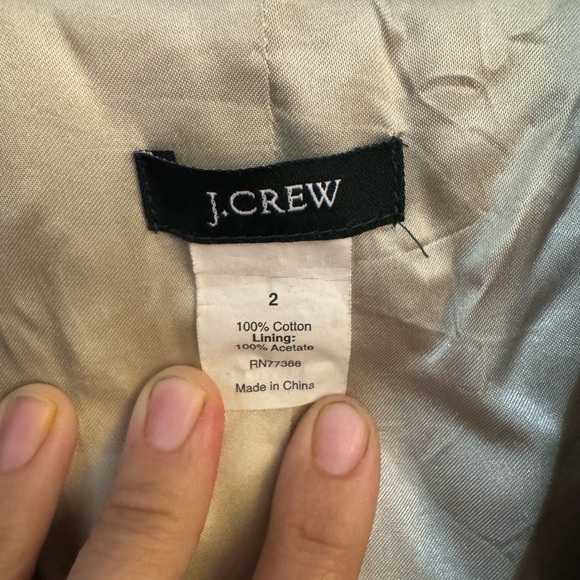 J.CREW
2
100% Cotton
Lining:
100% Acetate
RN77388
Made in China